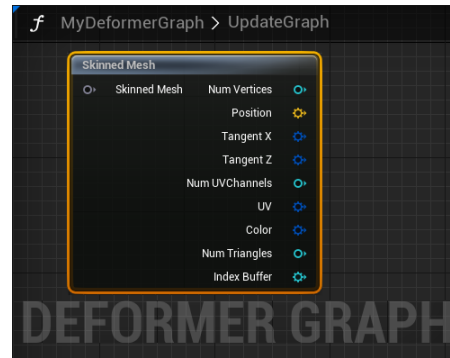 f MyDeformerGraph > UpdateGraph
Skinned Mesh
Skinned Mesh Num Vertices
Position
Tangent X
Tangent Z
Num UVChannels
UV
Color
Num Triangles
Index Buffer
DEFORMER GRAPH